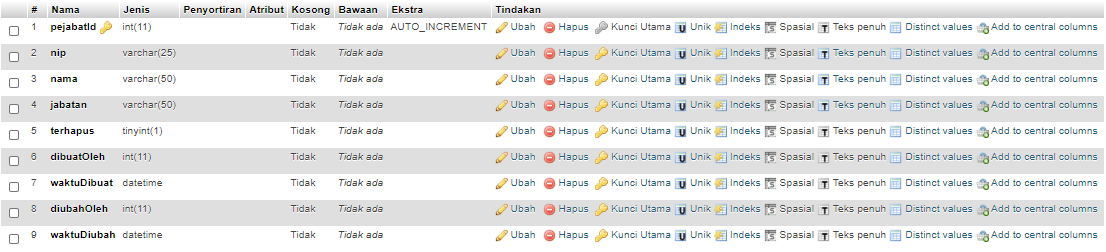 # Nama Jenis Penyortiran Atribut Kosong Bawaan Ekstra Tindakan
1 pejabatId int(11) Tidak Tidak ada AUTO_INCREMENT Ubah Hapus Kunci Utama Unik Indeks Spasial Teks penuh Distinct values Add to central columns
2 nip varchar(25) Tidak Tidak ada Ubah Hapus Kunci Utama Unik Indeks Spasial Teks penuh Distinct values Add to central columns
3 nama varchar(50) Tidak Tidak ada Ubah Hapus Kunci Utama Unik Indeks Spasial Teks penuh Distinct values Add to central columns
4 jabatan varchar(50) Tidak Tidak ada Ubah Hapus Kunci Utama Unik Indeks Spasial Teks penuh Distinct values Add to central columns
5 terhapus tinyint(1) Tidak Tidak ada Ubah Hapus Kunci Utama Unik Indeks Spasial Teks penuh Distinct values Add to central columns
6 dibuatOleh int(11) Tidak Tidak ada Ubah Hapus Kunci Utama Unik Indeks Spasial Teks penuh Distinct values Add to central columns
7 waktuDibuat datetime Tidak Tidak ada Ubah Hapus Kunci Utama Unik Indeks Spasial Teks penuh Distinct values Add to central columns
8 diubahOleh int(11) Tidak Tidak ada Ubah Hapus Kunci Utama Unik Indeks Spasial Teks penuh Distinct values Add to central columns
9 waktuDiubah datetime Tidak Tidak ada Ubah Hapus Kunci Utama Unik Indeks Spasial Teks penuh Distinct values Add to central columns